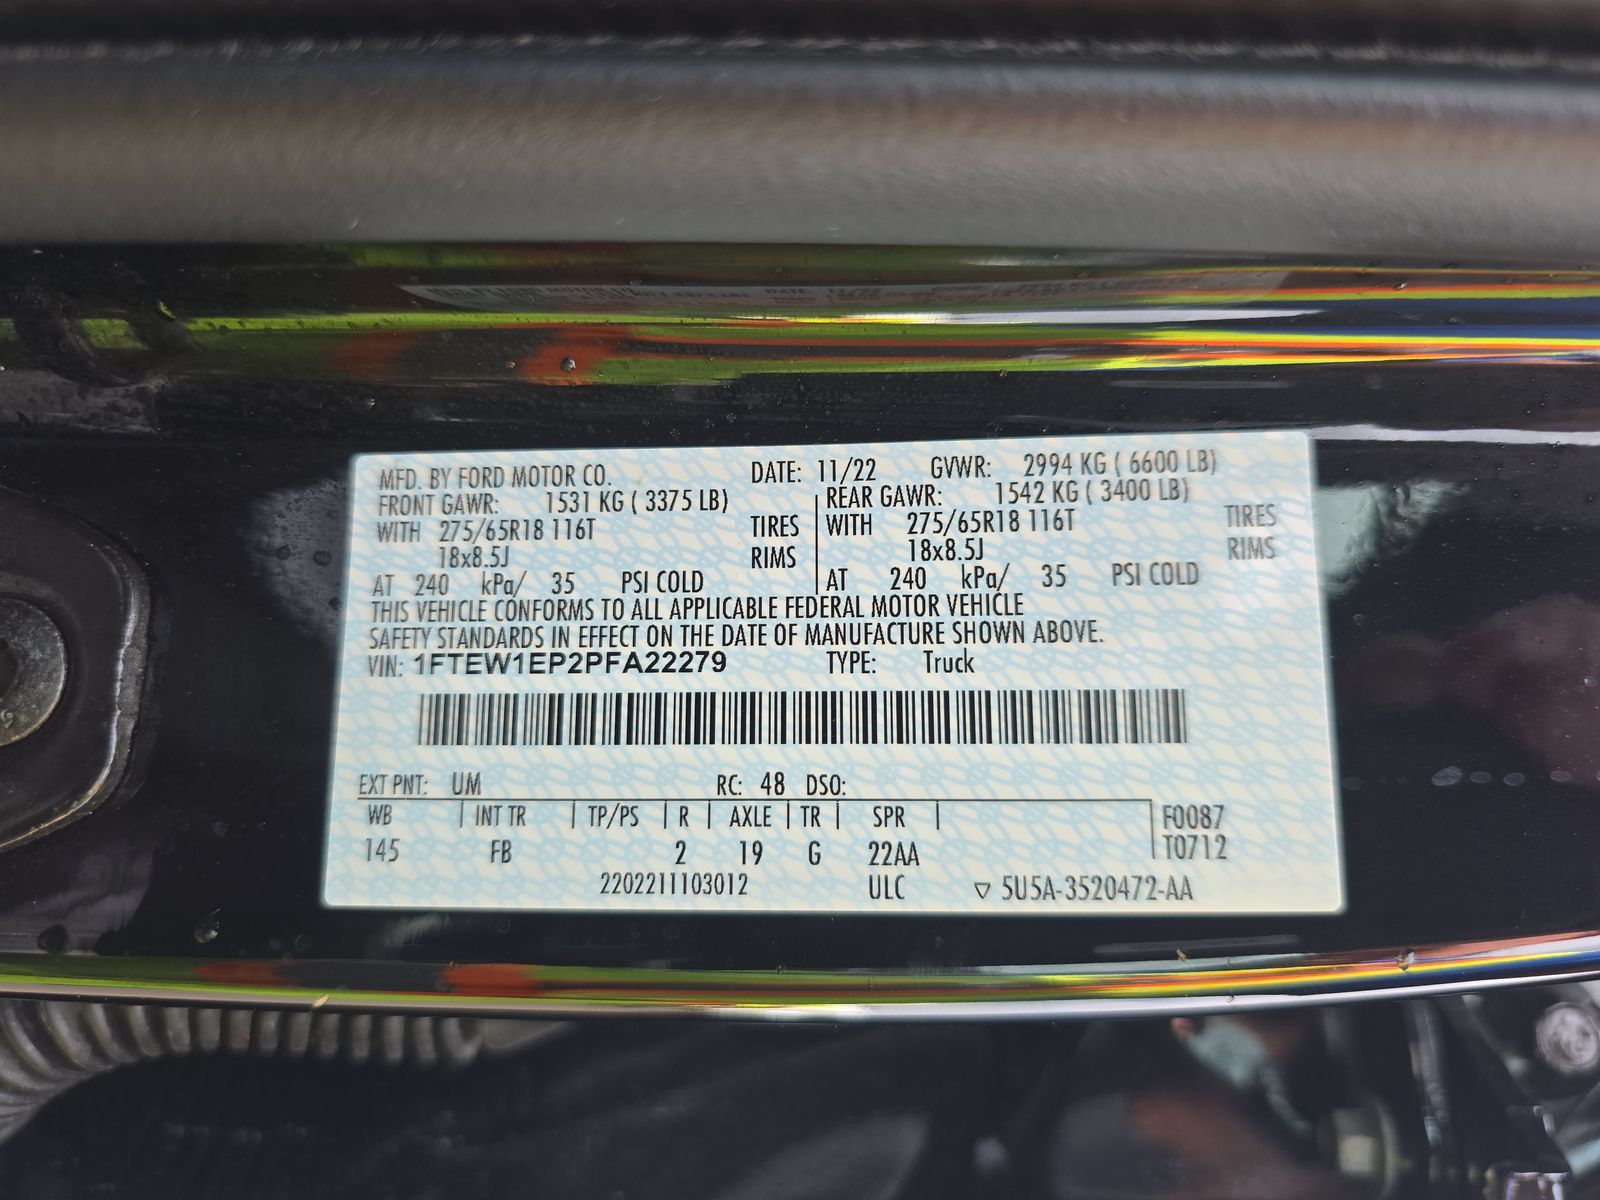 MFD. BY FORD MOTOR CO. DATE: 11/22 GVWR: 2994 KG ( 6600 LB)
FRONT GAWR: 1531 KG ( 3375 LB) REAR GAWR: 1542 KG ( 3400 LB)
WITH 275/65R18 116T TIRES WITH 275/65R18 116T TIRES
18x8.5J RIMS 18x8.5J RIMS
AT 240 kPa/ 35 PSI COLD AT 240 kPa/ 35 PSI COLD
THIS VEHICLE CONFORMS TO ALL APPLICABLE FEDERAL MOTOR VEHICLE
SAFETY STANDARDS IN EFFECT ON THE DATE OF MANUFACTURE SHOWN ABOVE.
VIN: 1FTEW1EP2PFA22279 TYPE: Truck
EXT PNT: UM RC: 48 DSO:
WB INT TR TP/PS R AXLE TR SPR F0087
145 FB 2 19 G 22AA T0712
2202211103012 ULC ▽ 5U5A-3520472-AA